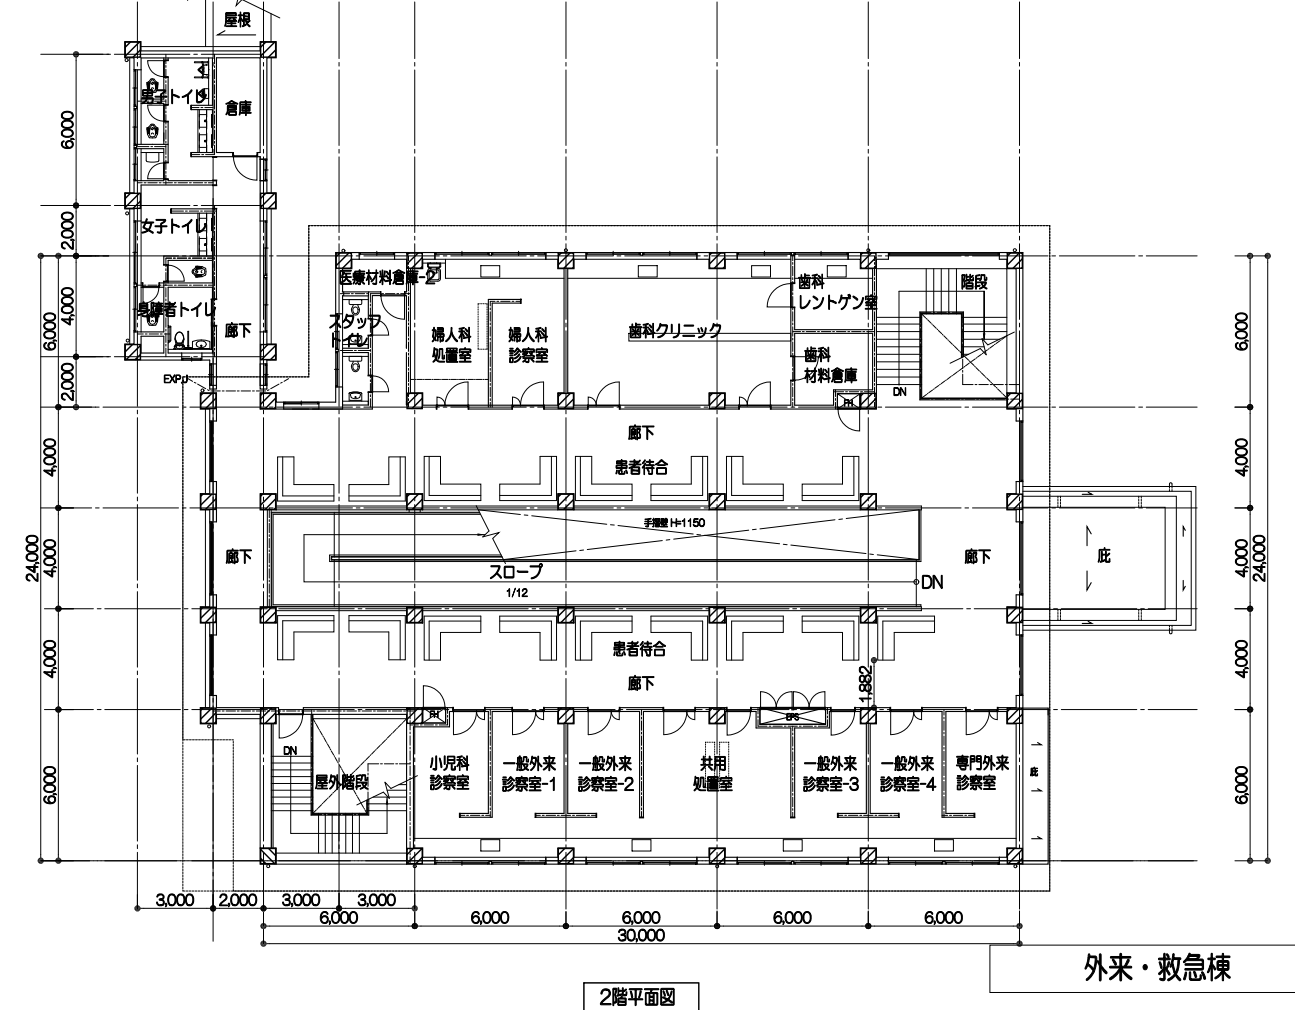 屋根
男子トイレ
倉庫
6,000
女子トイレ
2,000
医療材料倉庫-2
歯科
レントゲン室
階段
身障者トイレ
4,000
6,000
廊下
スタッフ
トイレ
婦人科
処置室
婦人科
診察室
歯科クリニック
6,000
歯科
材料倉庫
EXP.J
2,000
DN
廊下
患者待合
4,000
4,000
手摺壁 H=1150
24,000
4,000
廊下
スロープ
1/12
DN
廊下
庇
4,000
24,000
患者待合
廊下
4,000
1,882
4,000
EPS
DN
屋外階段
小児科
診察室
一般外来
診察室-1
一般外来
診察室-2
共用
処置室
一般外来
診察室-3
一般外来
診察室-4
専門外来
診察室
庇
6,000
6,000
3,000
2,000
3,000
3,000
6,000
6,000
6,000
6,000
6,000
30,000
外来・救急棟
2階平面図